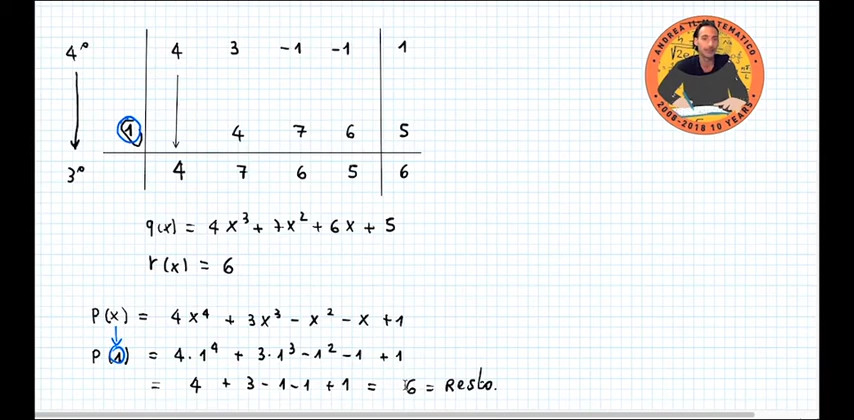 4° 4 3 -1 -1 1
1 4 7 6 5
3° 4 7 6 5 6
q(x) = 4x³ + 7x² + 6x + 5
r(x) = 6
P(x) = 4x⁴ + 3x³ - x² - x + 1
P(1) = 4·1⁴ + 3·1³ - 1² - 1 + 1
= 4 + 3 - 1 - 1 + 1 = 6 = Resto.
ANDREA IL MATEMATICO
2008-2018 10 YEARS